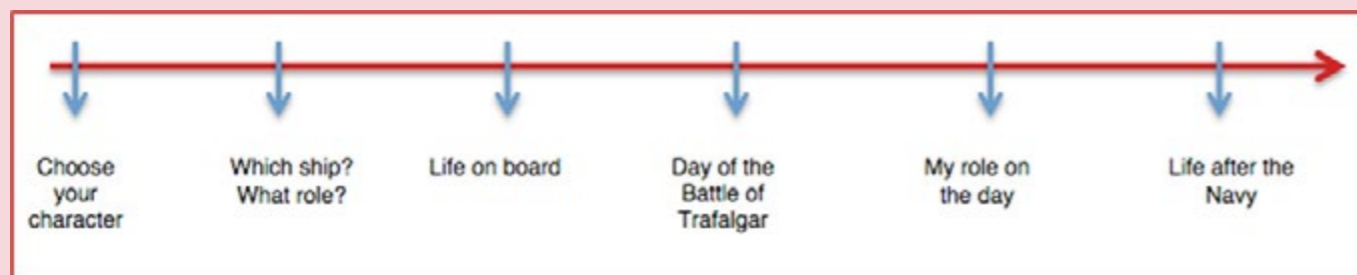 Choose
your
character
Which ship?
What role?
Life on board
Day of the
Battle of
Trafalgar
My role on
the day
Life after the
Navy